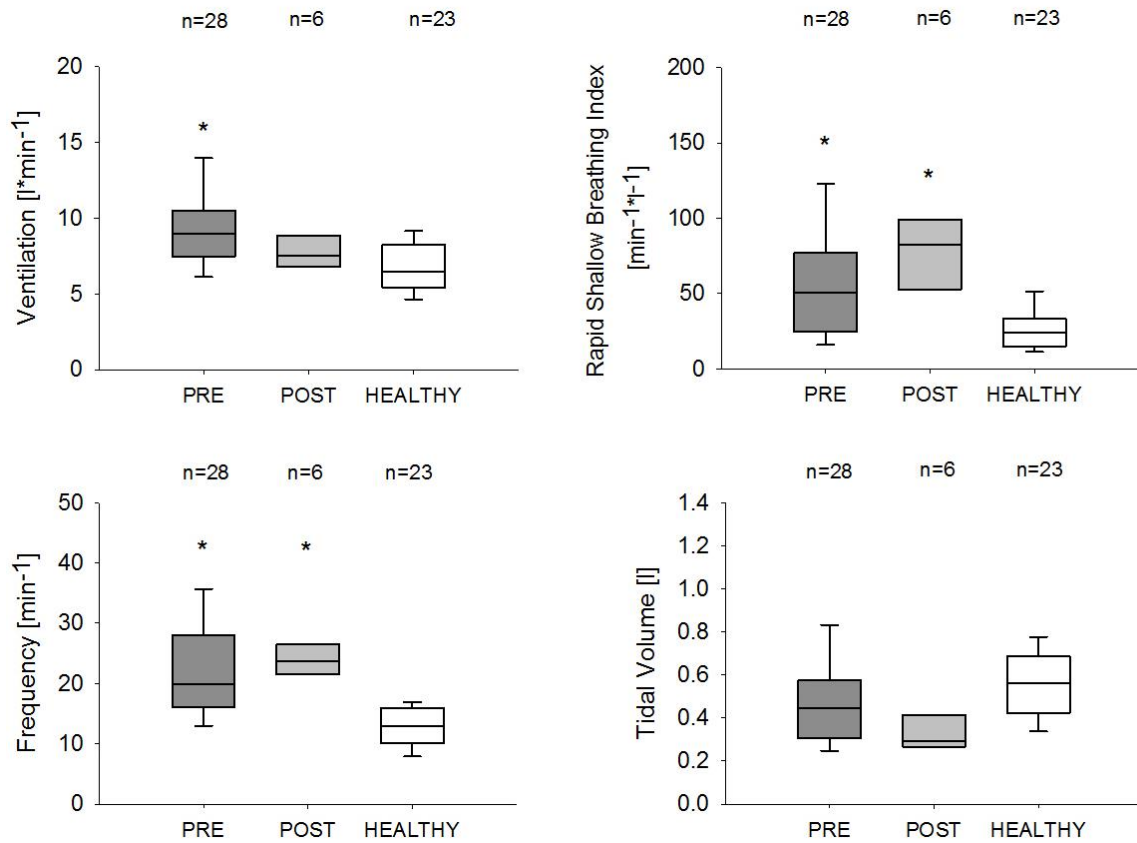 n=28 n=6 n=23
Ventilation [l*min-1]
20
15
10
5
0
*
PRE POST HEALTHY
n=28 n=6 n=23
Rapid Shallow Breathing Index
[min-1*l-1]
200
150
100
50
0
* *
PRE POST HEALTHY
n=28 n=6 n=23
Frequency [min-1]
50
40
30
20
10
0
* *
PRE POST HEALTHY
n=28 n=6 n=23
Tidal Volume [l]
1.4
1.2
1.0
0.8
0.6
0.4
0.2
0.0
PRE POST HEALTHY